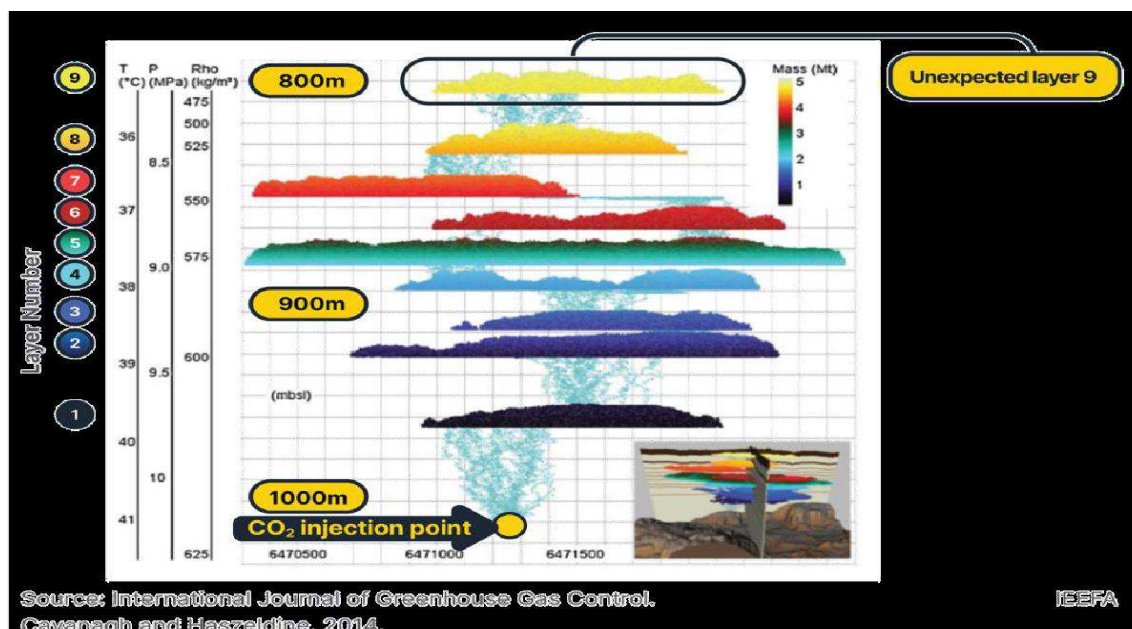 T P Rho
(°C) (MPa) (kg/m³)
800m
Mass (Mt)
Unexpected layer 9
9
475
5
500
8
36
525
4
8.5
7
3
550
6
37
2
5
575
1
4
9.0
38
3
900m
2
600
39
9.5
Layer Number
(mbsl)
1
40
10
1000m
41
CO₂ injection point
625
6470500 6471000 6471500
Source: International Journal of Greenhouse Gas Control.
IEEFA
Cavanagh and Haszeldine, 2014.